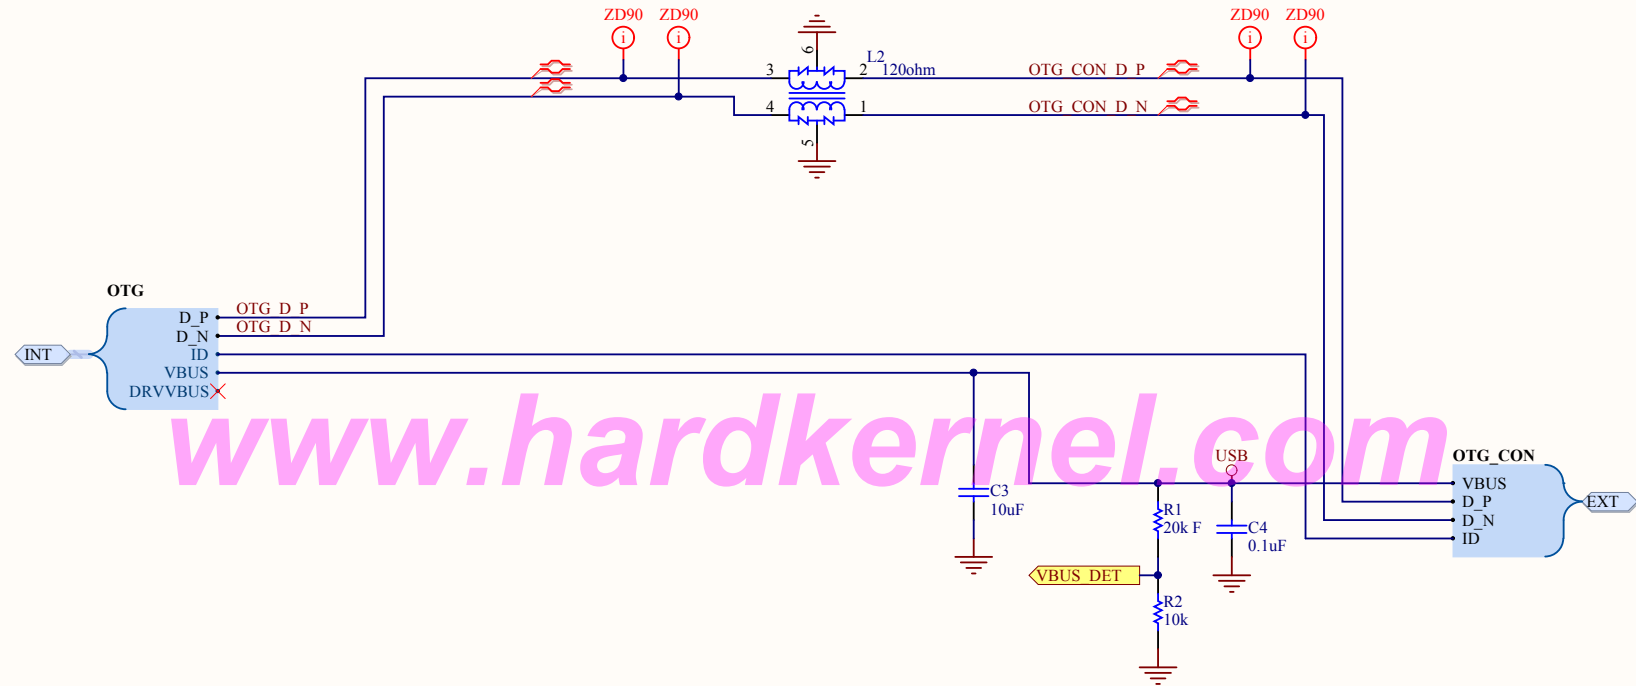 ZD90 ZD90
i i
ZD90 ZD90
i i
6
L2
3 2 120ohm
OTG_CON_D_P
4 1
OTG_CON_D_N
5
OTG
D_P OTG_D_P
D_N OTG_D_N
INT
ID
VBUS
DRVVBUS
www.hardkernel.com
USB
OTG_CON
VBUS
D_P
D_N
ID
EXT
C3
10uF
R1
20k F
C4
0.1uF
VBUS_DET
R2
10k